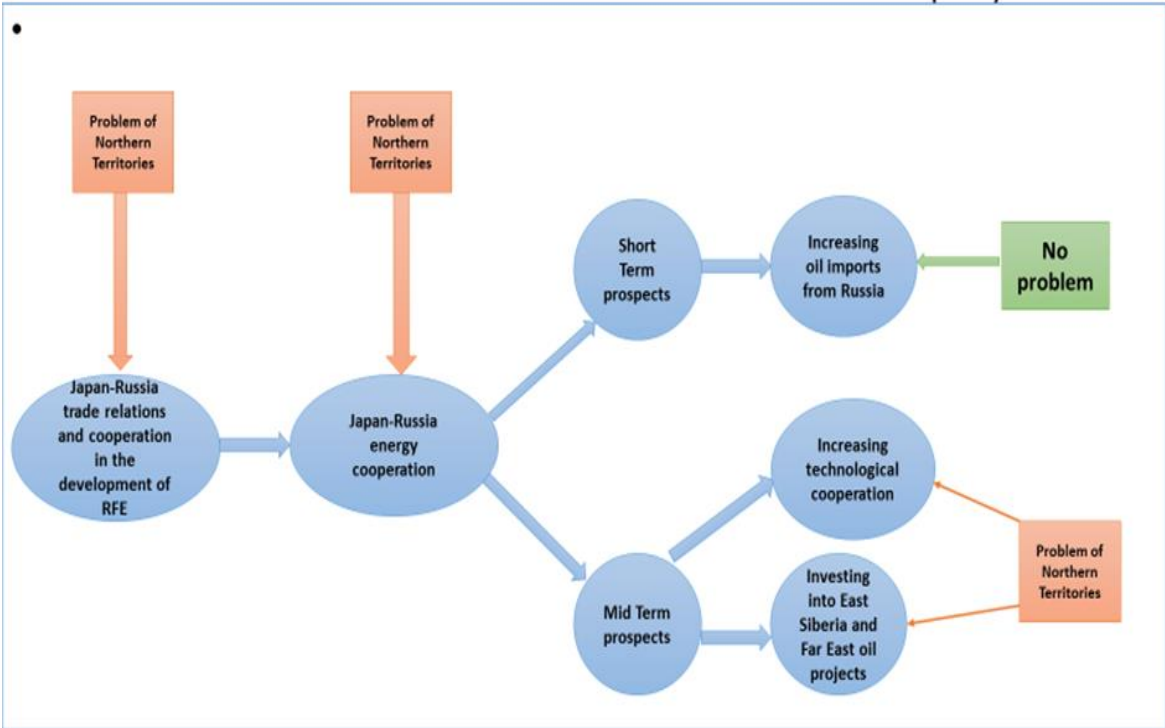 •
Problem of
Northern
Territories
Problem of
Northern
Territories
Short
Term
prospects
Increasing
oil imports
from Russia
No
problem
Japan-Russia
trade relations
and cooperation
in the
development of
RFE
Japan-Russia
energy
cooperation
Increasing
technological
cooperation
Problem of
Northern
Territories
Mid Term
prospects
Investing
into East
Siberia and
Far East oil
projects